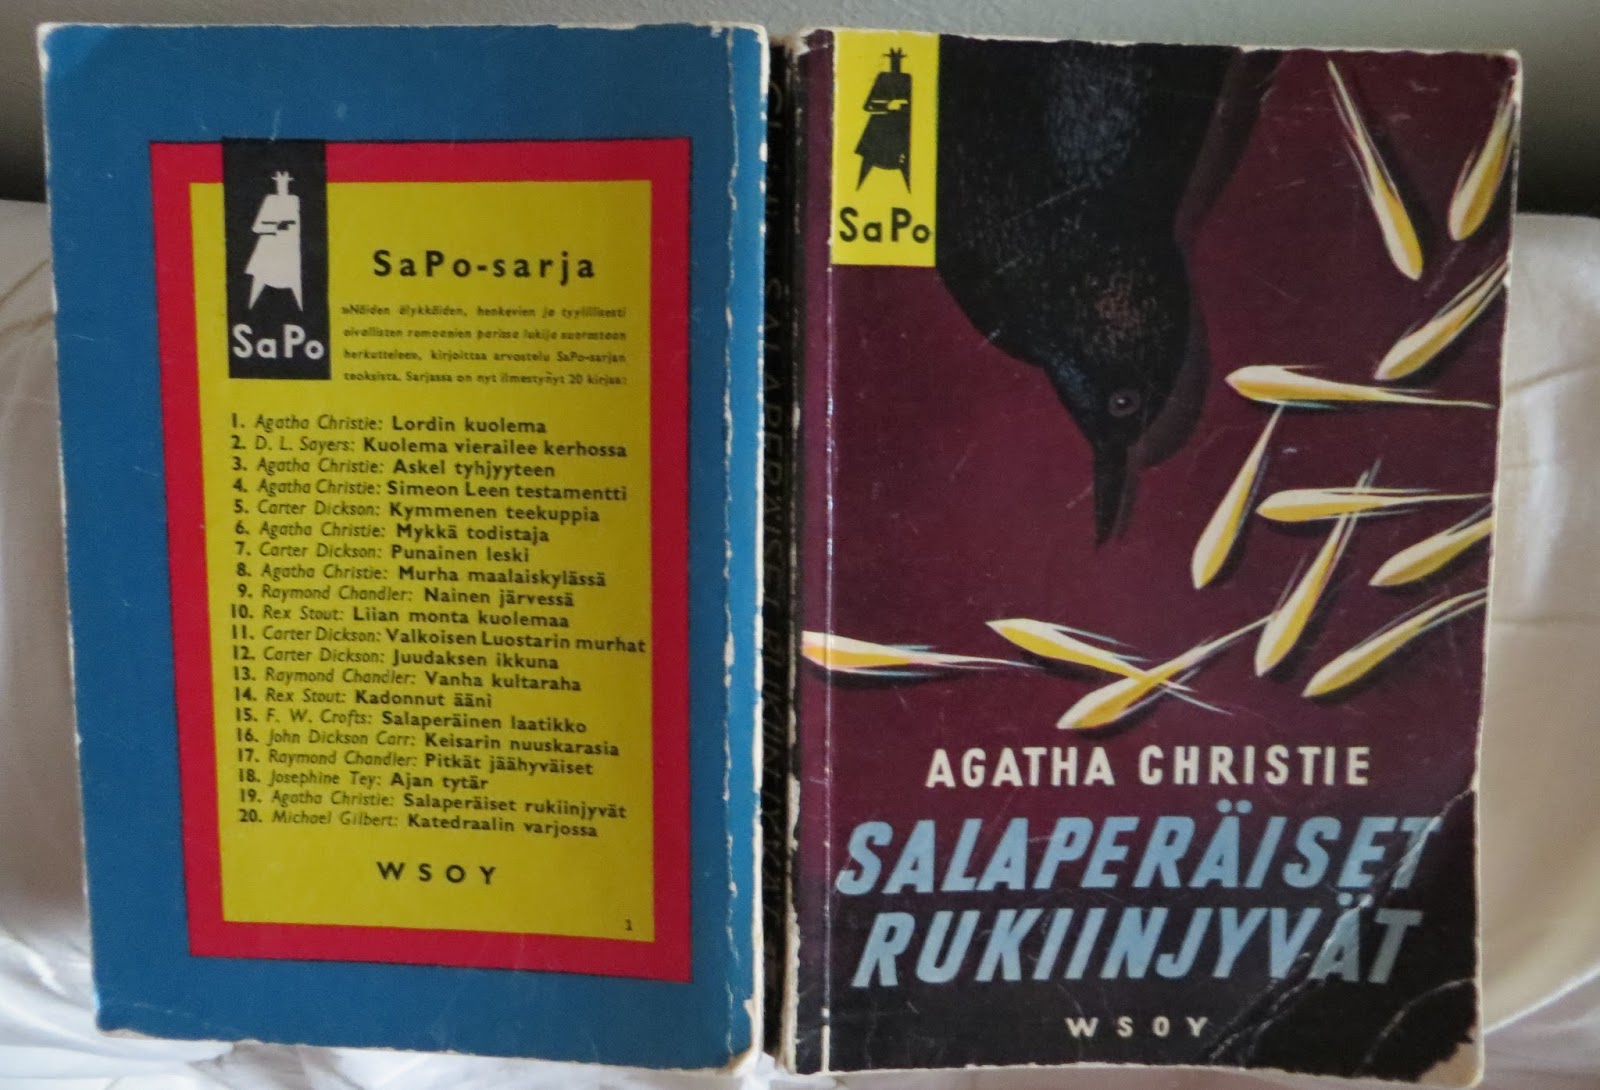 SaPo
SaPo-sarja
»Näiden älykkäiden, henkevien ja tyylillisesti
oivallisten romaanien parissa lukija suorastaan
herkuttelee», kirjoittaa arvostelu SaPo-sarjan
teoksista. Sarjassa on nyt ilmestynyt 20 kirjaa:
1. Agatha Christie: Lordin kuolema
2. D. L. Sayers: Kuolema vierailee kerhossa
3. Agatha Christie: Askel tyhjyyteen
4. Agatha Christie: Simeon Leen testamentti
5. Carter Dickson: Kymmenen teekuppia
6. Agatha Christie: Mykkä todistaja
7. Carter Dickson: Punainen leski
8. Agatha Christie: Murha maalaiskylässä
9. Raymond Chandler: Nainen järvessä
10. Rex Stout: Liian monta kuolemaa
11. Carter Dickson: Valkoisen Luostarin murhat
12. Carter Dickson: Juudaksen ikkuna
13. Raymond Chandler: Vanha kultaraha
14. Rex Stout: Kadonnut ääni
15. F. W. Crofts: Salaperäinen laatikko
16. John Dickson Carr: Keisarin nuuskarasia
17. Raymond Chandler: Pitkät jäähyväiset
18. Josephine Tey: Ajan tytär
19. Agatha Christie: Salaperäiset rukiinjyvät
20. Michael Gilbert: Katedraalin varjossa
WSOY
1
SALAPERÄISET RUKIINJYVÄT
SaPo
AGATHA CHRISTIE
SALAPERÄISET
RUKIINJYVÄT
WSOY